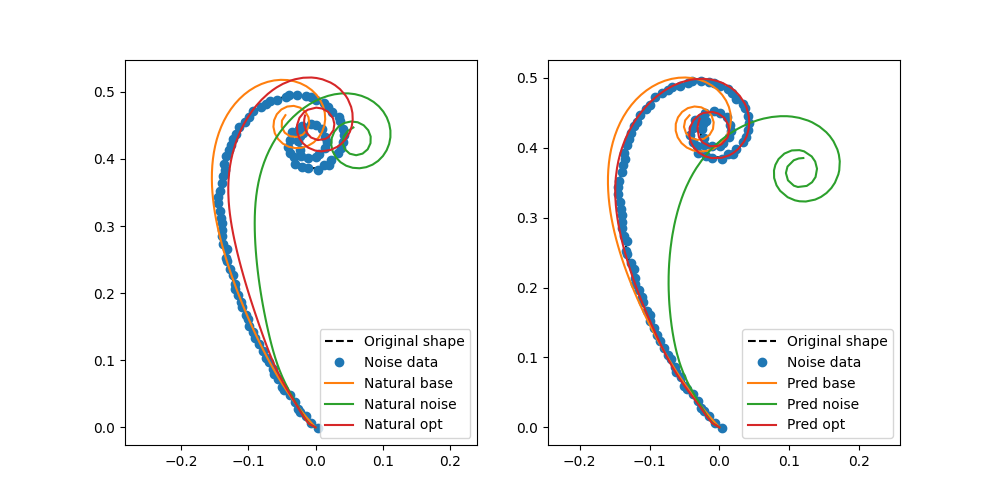 0.5
0.4
0.3
0.2
0.1
0.0
−0.2
−0.1
0.0
0.1
0.2
Original shape
Noise data
Natural base
Natural noise
Natural opt
0.5
0.4
0.3
0.2
0.1
0.0
−0.2
−0.1
0.0
0.1
0.2
Original shape
Noise data
Pred base
Pred noise
Pred opt